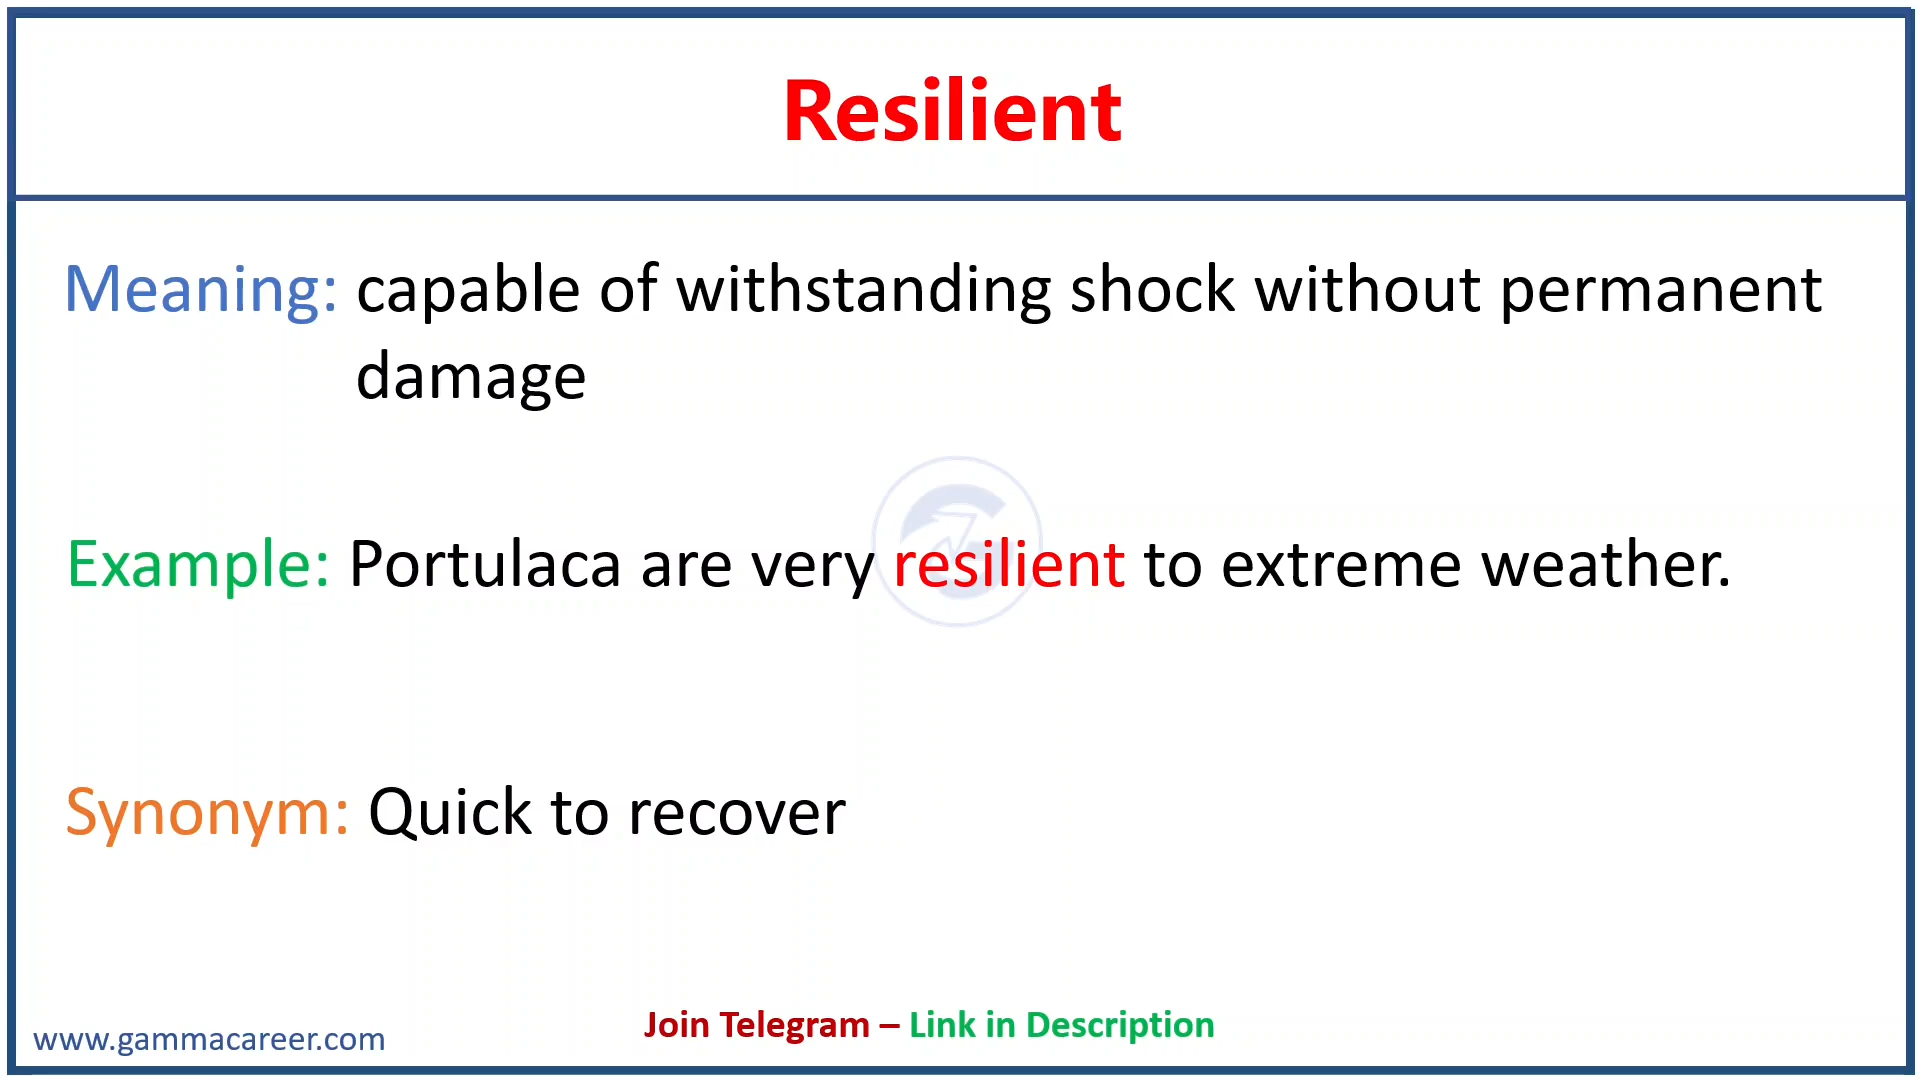 Resilient
Meaning: capable of withstanding shock without permanent
damage
Example: Portulaca are very resilient to extreme weather.
Synonym: Quick to recover
Join Telegram – Link in Description
www.gammacareer.com